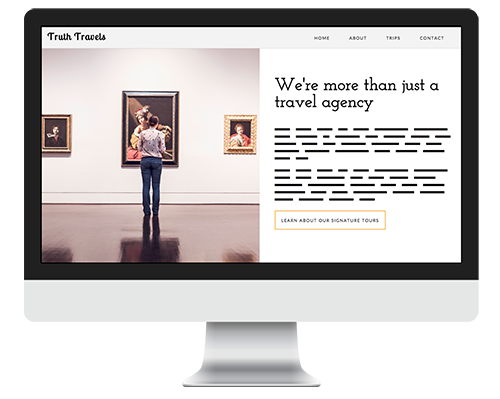 Truth Travels
HOME ABOUT TRIPS CONTACT
We're more than just a
travel agency
LEARN ABOUT OUR SIGNATURE TOURS